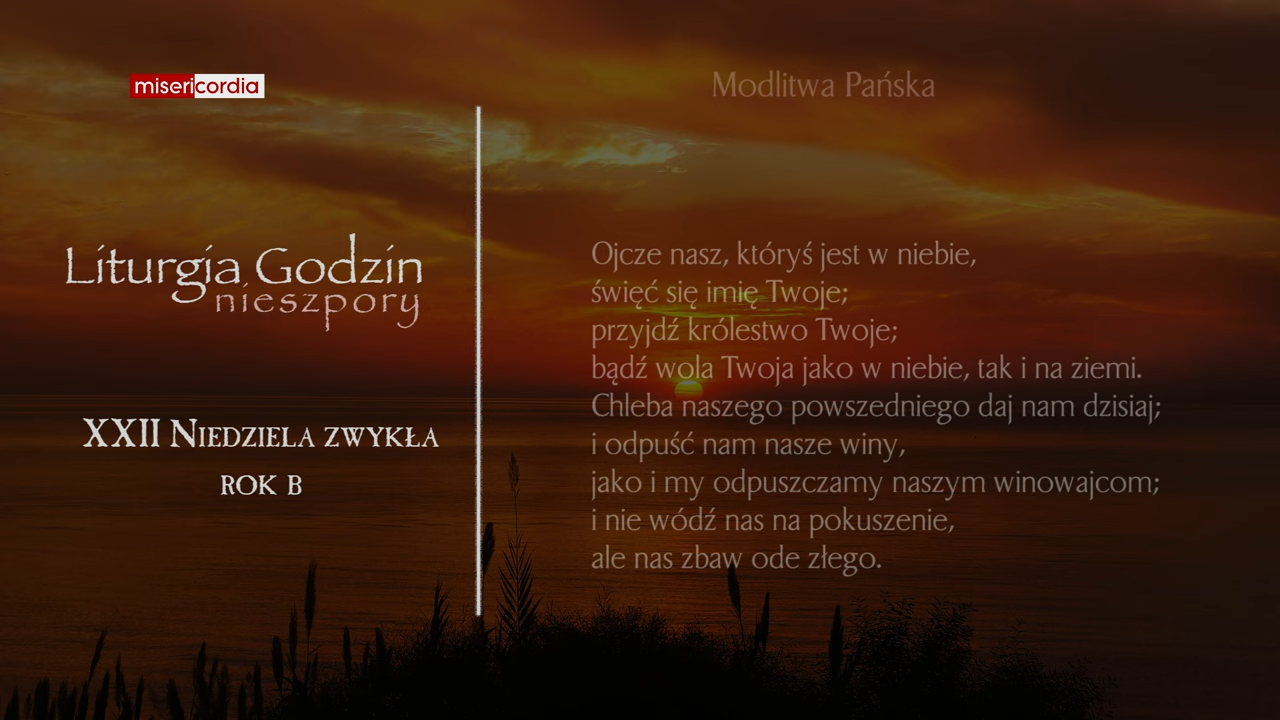 misericordia
Liturgia Godzin
nieszpory
XXII Niedziela zwykła
rok B
Modlitwa Pańska
Ojcze nasz, któryś jest w niebie,
święć się imię Twoje;
przyjdź królestwo Twoje;
bądź wola Twoja jako w niebie, tak i na ziemi.
Chleba naszego powszedniego daj nam dzisiaj;
i odpuść nam nasze winy,
jako i my odpuszczamy naszym winowajcom;
i nie wódź nas na pokuszenie,
ale nas zbaw ode złego.